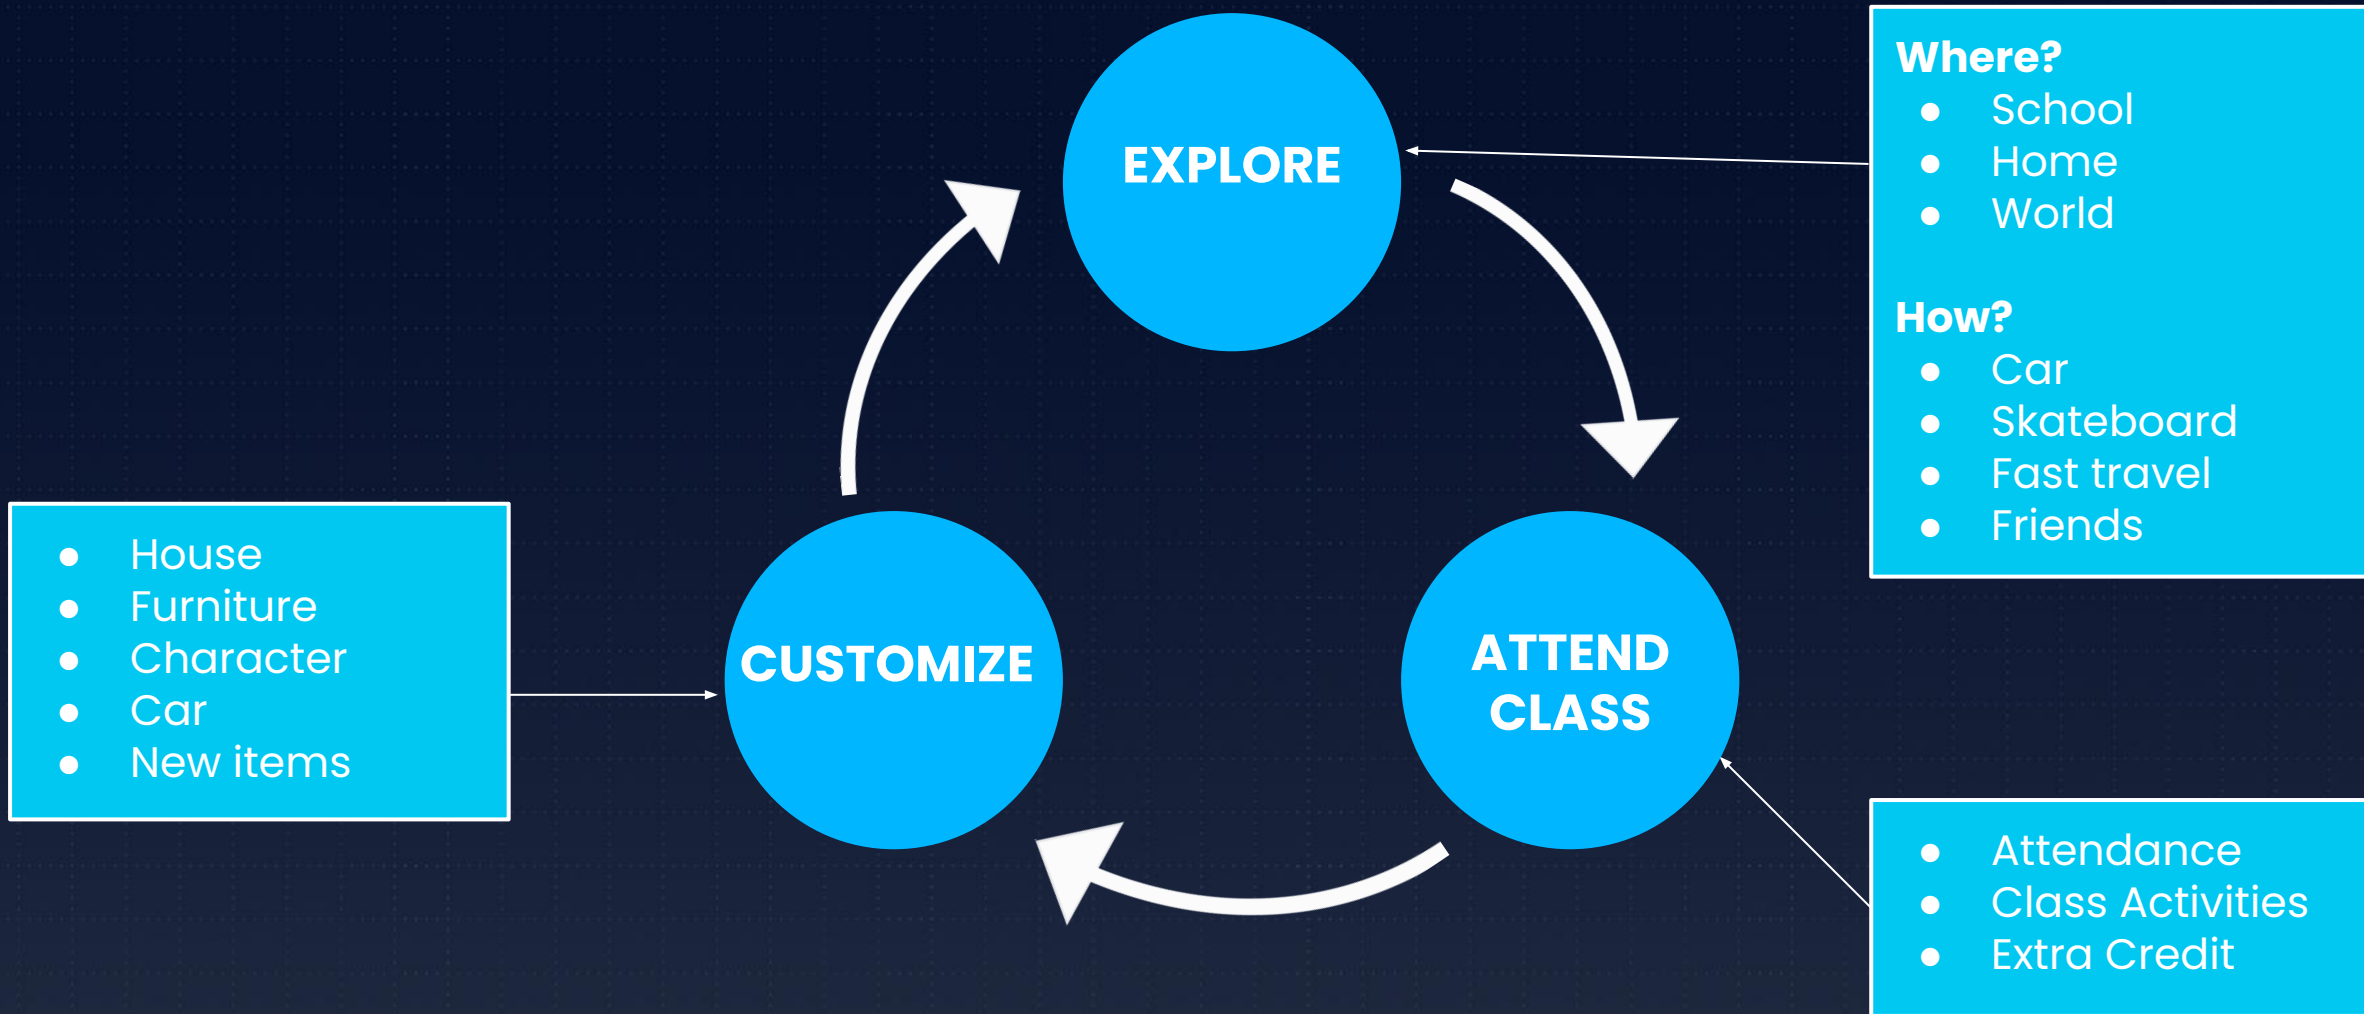 EXPLORE
Where?
● School
● Home
● World
How?
● Car
● Skateboard
● Fast travel
● Friends
● House
● Furniture
● Character
● Car
● New items
CUSTOMIZE
ATTEND
CLASS
● Attendance
● Class Activities
● Extra Credit